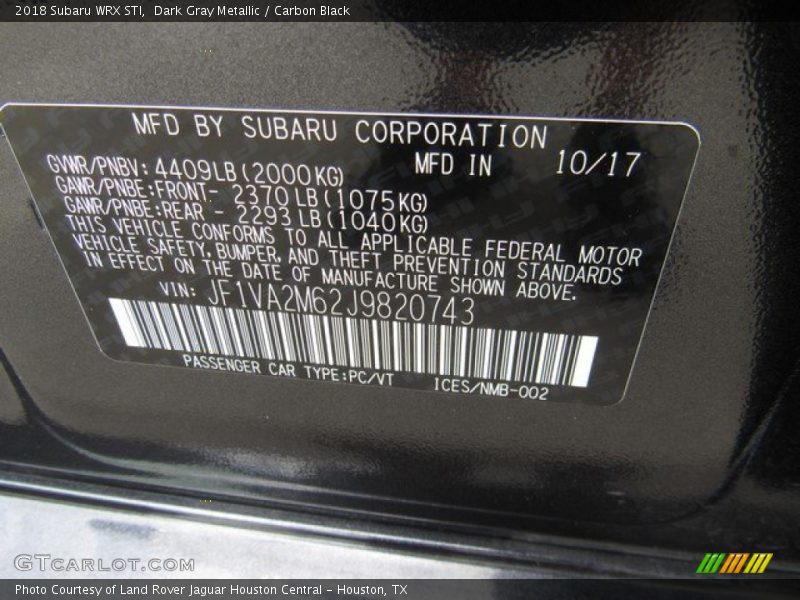 2018 Subaru WRX STI,  Dark Gray Metallic / Carbon Black
MFD BY SUBARU CORPORATION
GVWR/PNBV: 4409LB (2000KG) MFD IN 10/17
GAWR/PNBE:FRONT- 2370 LB (1075KG)
GAWR/PNBE:REAR - 2293 LB (1040KG)
THIS VEHICLE CONFORMS TO ALL APPLICABLE FEDERAL MOTOR
VEHICLE SAFETY, BUMPER, AND THEFT PREVENTION STANDARDS
IN EFFECT ON THE DATE OF MANUFACTURE SHOWN ABOVE.
VIN: JF1VA2M62J9820743
PASSENGER CAR TYPE:PC/VT ICES/NMB-002
GTCARLOT.COM
Photo Courtesy of Land Rover Jaguar Houston Central - Houston, TX